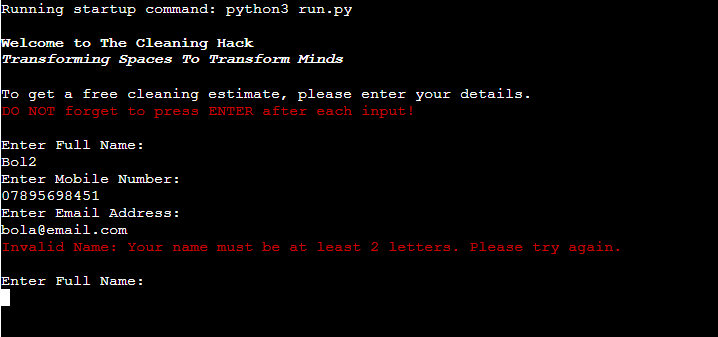 Running startup command: python3 run.py
Welcome to The Cleaning Hack
Transforming Spaces To Transform Minds
To get a free cleaning estimate, please enter your details.
DO NOT forget to press ENTER after each input!
Enter Full Name:
Bol2
Enter Mobile Number:
07895698451
Enter Email Address:
bola@email.com
Invalid Name: Your name must be at least 2 letters. Please try again.
Enter Full Name: